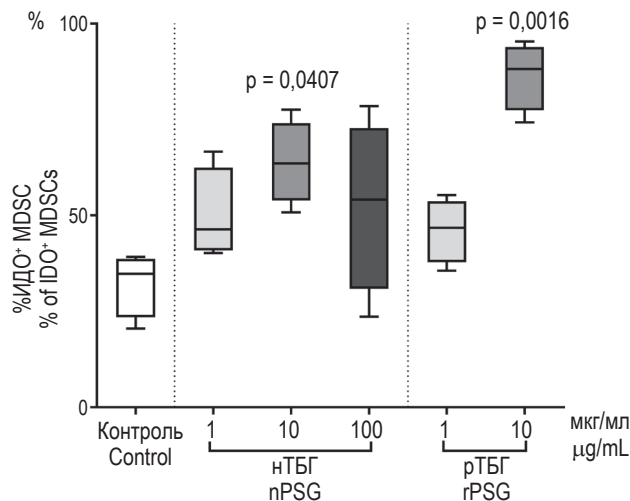 %
100
50
0
%ИДО⁺ MDSC
% of IDO⁺ MDSCs
p = 0,0407
p = 0,0016
Контроль
Control
1 10 100
нТБГ
nPSG
1 10
рТБГ
rPSG
мкг/мл
µg/mL